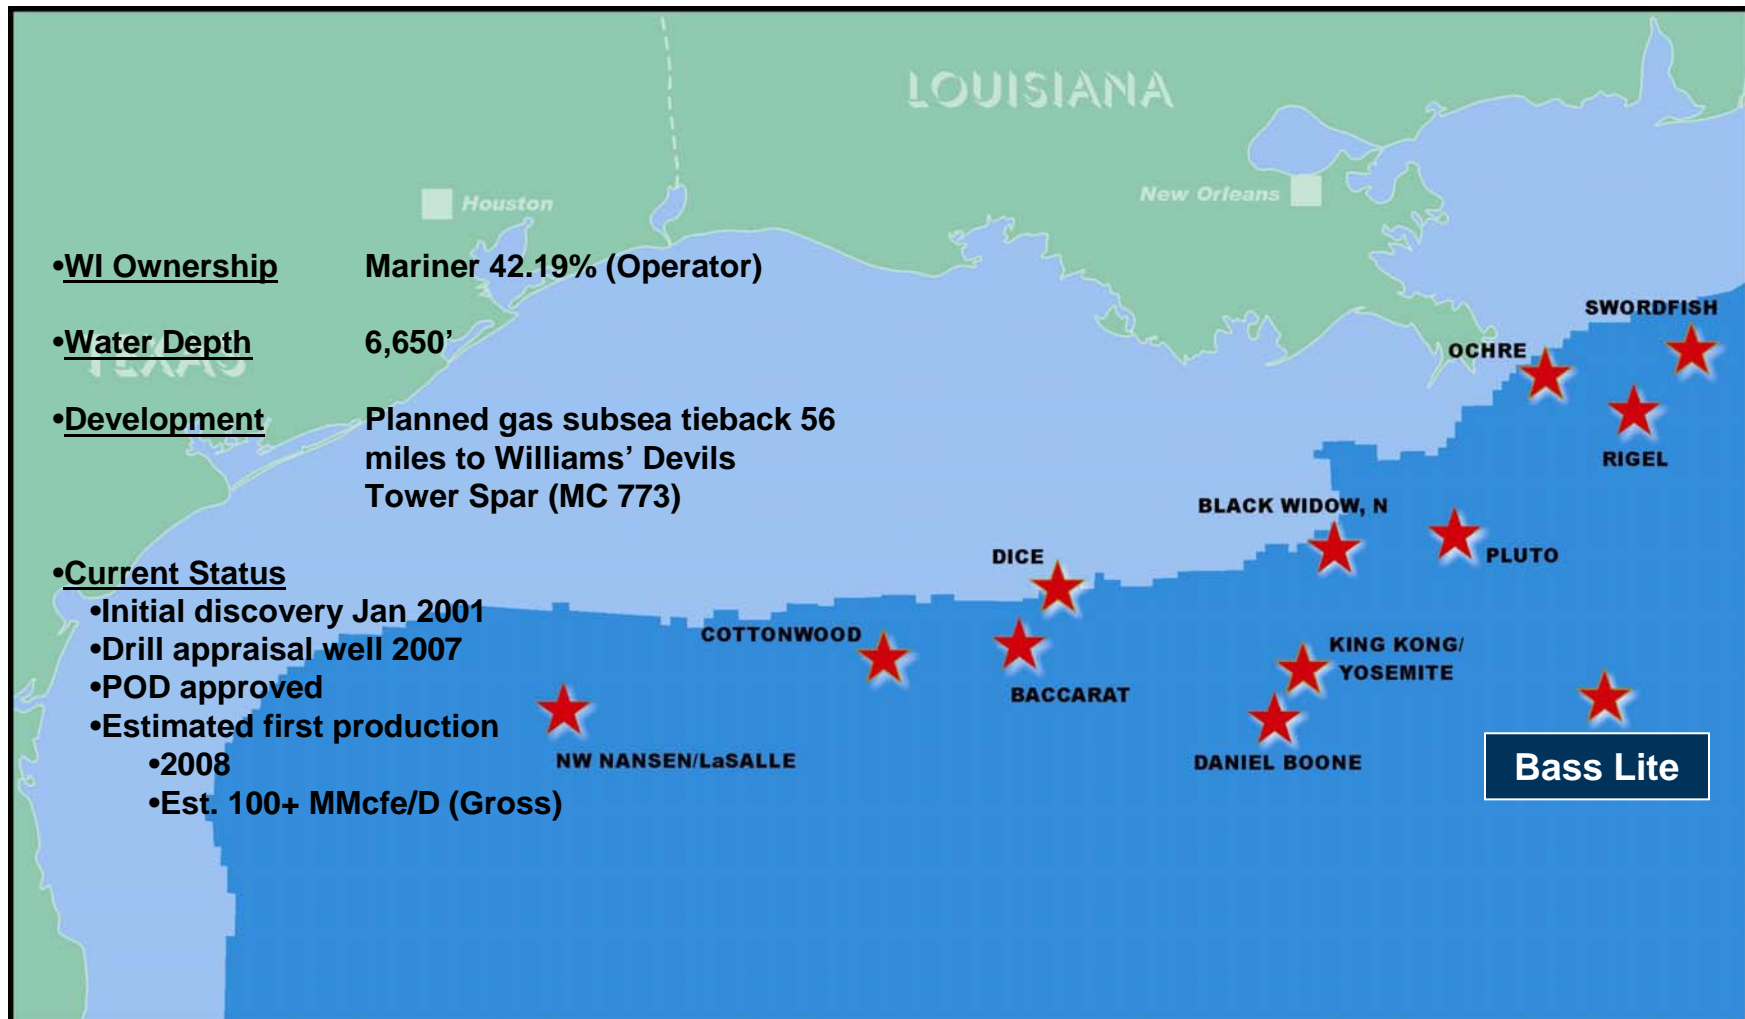 LOUISIANA
Houston
New Orleans
TEXAS
•WI Ownership Mariner 42.19% (Operator)
•Water Depth 6,650’
•Development Planned gas subsea tieback 56
miles to Williams’ Devils
Tower Spar (MC 773)
•Current Status
•Initial discovery Jan 2001
•Drill appraisal well 2007
•POD approved
•Estimated first production
•2008
•Est. 100+ MMcfe/D (Gross)
SWORDFISH
OCHRE
RIGEL
BLACK WIDOW, N
PLUTO
DICE
COTTONWOOD
BACCARAT
KING KONG/
YOSEMITE
NW NANSEN/LaSALLE
DANIEL BOONE
Bass Lite